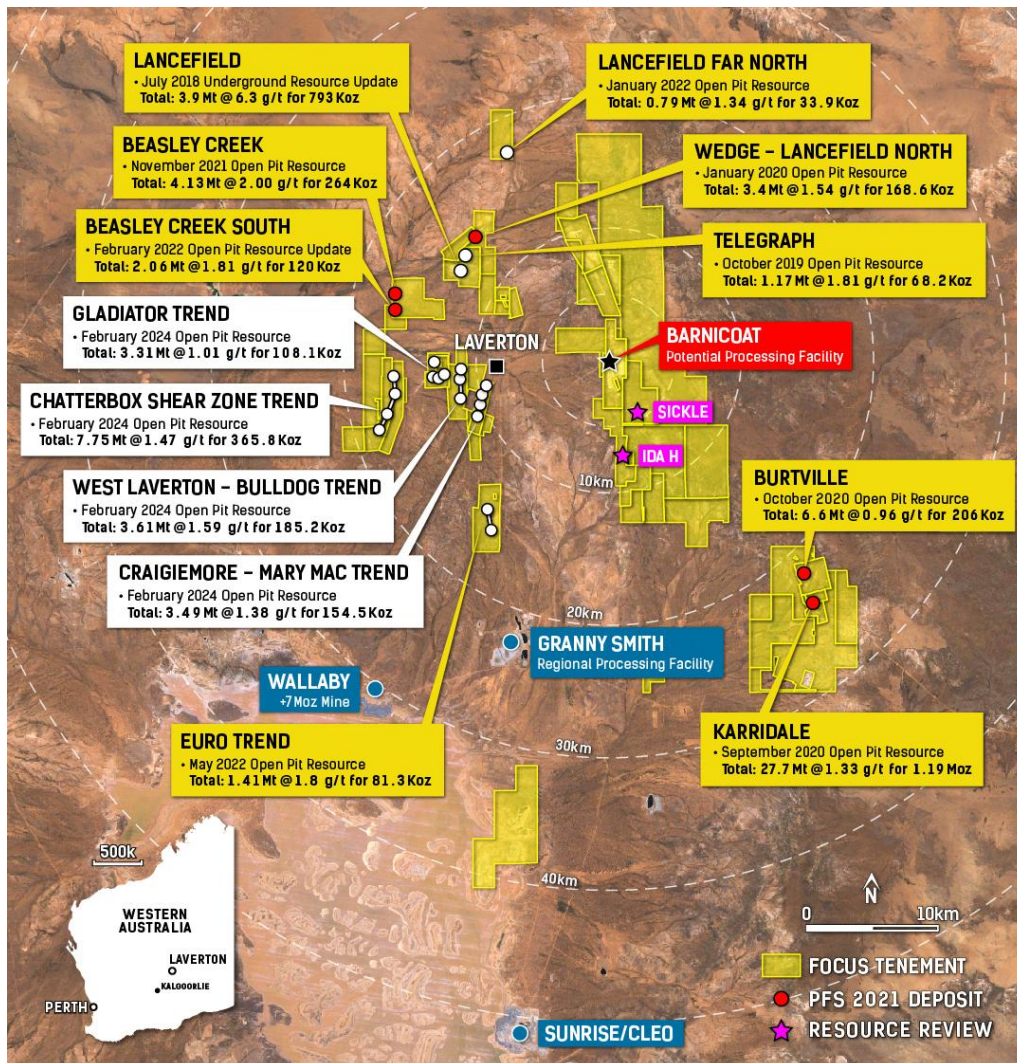 LANCEFIELD
• July 2018 Underground Resource Update
Total: 3.9 Mt @ 6.3 g/t for 793 Koz
LANCEFIELD FAR NORTH
• January 2022 Open Pit Resource
Total: 0.79 Mt @ 1.34 g/t for 33.9 Koz
BEASLEY CREEK
• November 2021 Open Pit Resource
Total: 4.13 Mt @ 2.00 g/t for 264 Koz
WEDGE – LANCEFIELD NORTH
• January 2020 Open Pit Resource
Total: 3.4 Mt @ 1.54 g/t for 168.6 Koz
BEASLEY CREEK SOUTH
• February 2022 Open Pit Resource Update
Total: 2.06 Mt @ 1.81 g/t for 120 Koz
TELEGRAPH
• October 2019 Open Pit Resource
Total: 1.17 Mt @ 1.81 g/t for 68.2 Koz
GLADIATOR TREND
• February 2024 Open Pit Resource
Total: 3.31 Mt @ 1.01 g/t for 108.1 Koz
LAVERTON
BARNICOAT
Potential Processing Facility
CHATTERBOX SHEAR ZONE TREND
• February 2024 Open Pit Resource
Total: 7.75 Mt @ 1.47 g/t for 365.8 Koz
SICKLE
IDA H
WEST LAVERTON – BULLDOG TREND
• February 2024 Open Pit Resource
Total: 3.61 Mt @ 1.59 g/t for 185.2 Koz
10km
BURTVILLE
• October 2020 Open Pit Resource
Total: 6.6 Mt @ 0.96 g/t for 206 Koz
CRAIGIEMORE – MARY MAC TREND
• February 2024 Open Pit Resource
Total: 3.49 Mt @ 1.38 g/t for 154.5 Koz
20km
GRANNY SMITH
Regional Processing Facility
WALLABY
+7 Moz Mine
EURO TREND
• May 2022 Open Pit Resource
Total: 1.41 Mt @ 1.8 g/t for 81.3 Koz
30km
KARRIDALE
• September 2020 Open Pit Resource
Total: 27.7 Mt @ 1.33 g/t for 1.19 Moz
40km
500k
WESTERN
AUSTRALIA
LAVERTON
KALOOORLIE
PERTH
N
0 10km
FOCUS TENEMENT
PFS 2021 DEPOSIT
RESOURCE REVIEW
SUNRISE/CLEO